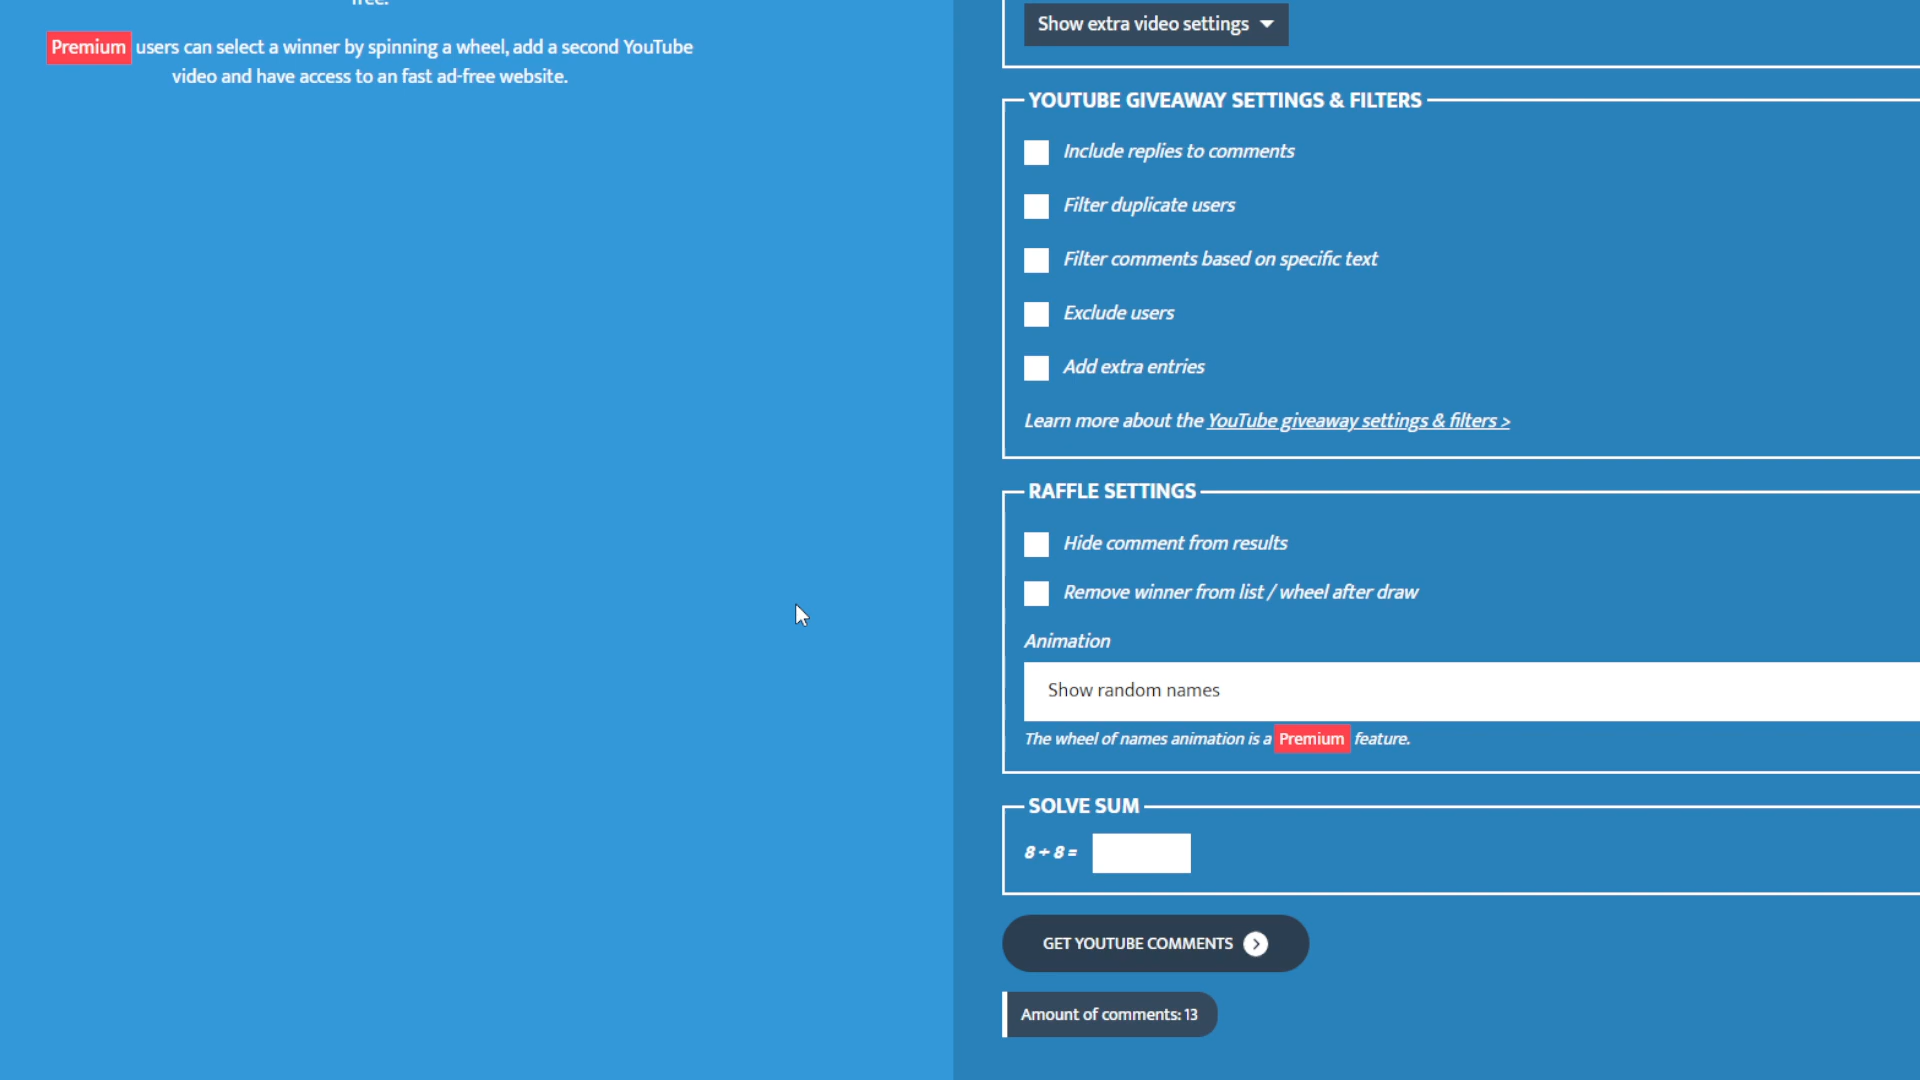 free.
Premium users can select a winner by spinning a wheel, add a second YouTube
video and have access to an fast ad-free website.
Show extra video settings
YOUTUBE GIVEAWAY SETTINGS & FILTERS
Include replies to comments
Filter duplicate users
Filter comments based on specific text
Exclude users
Add extra entries
Learn more about the YouTube giveaway settings & filters >
RAFFLE SETTINGS
Hide comment from results
Remove winner from list / wheel after draw
Animation
Show random names
The wheel of names animation is a Premium feature.
SOLVE SUM
8 ÷ 8 =
GET YOUTUBE COMMENTS
Amount of comments: 13